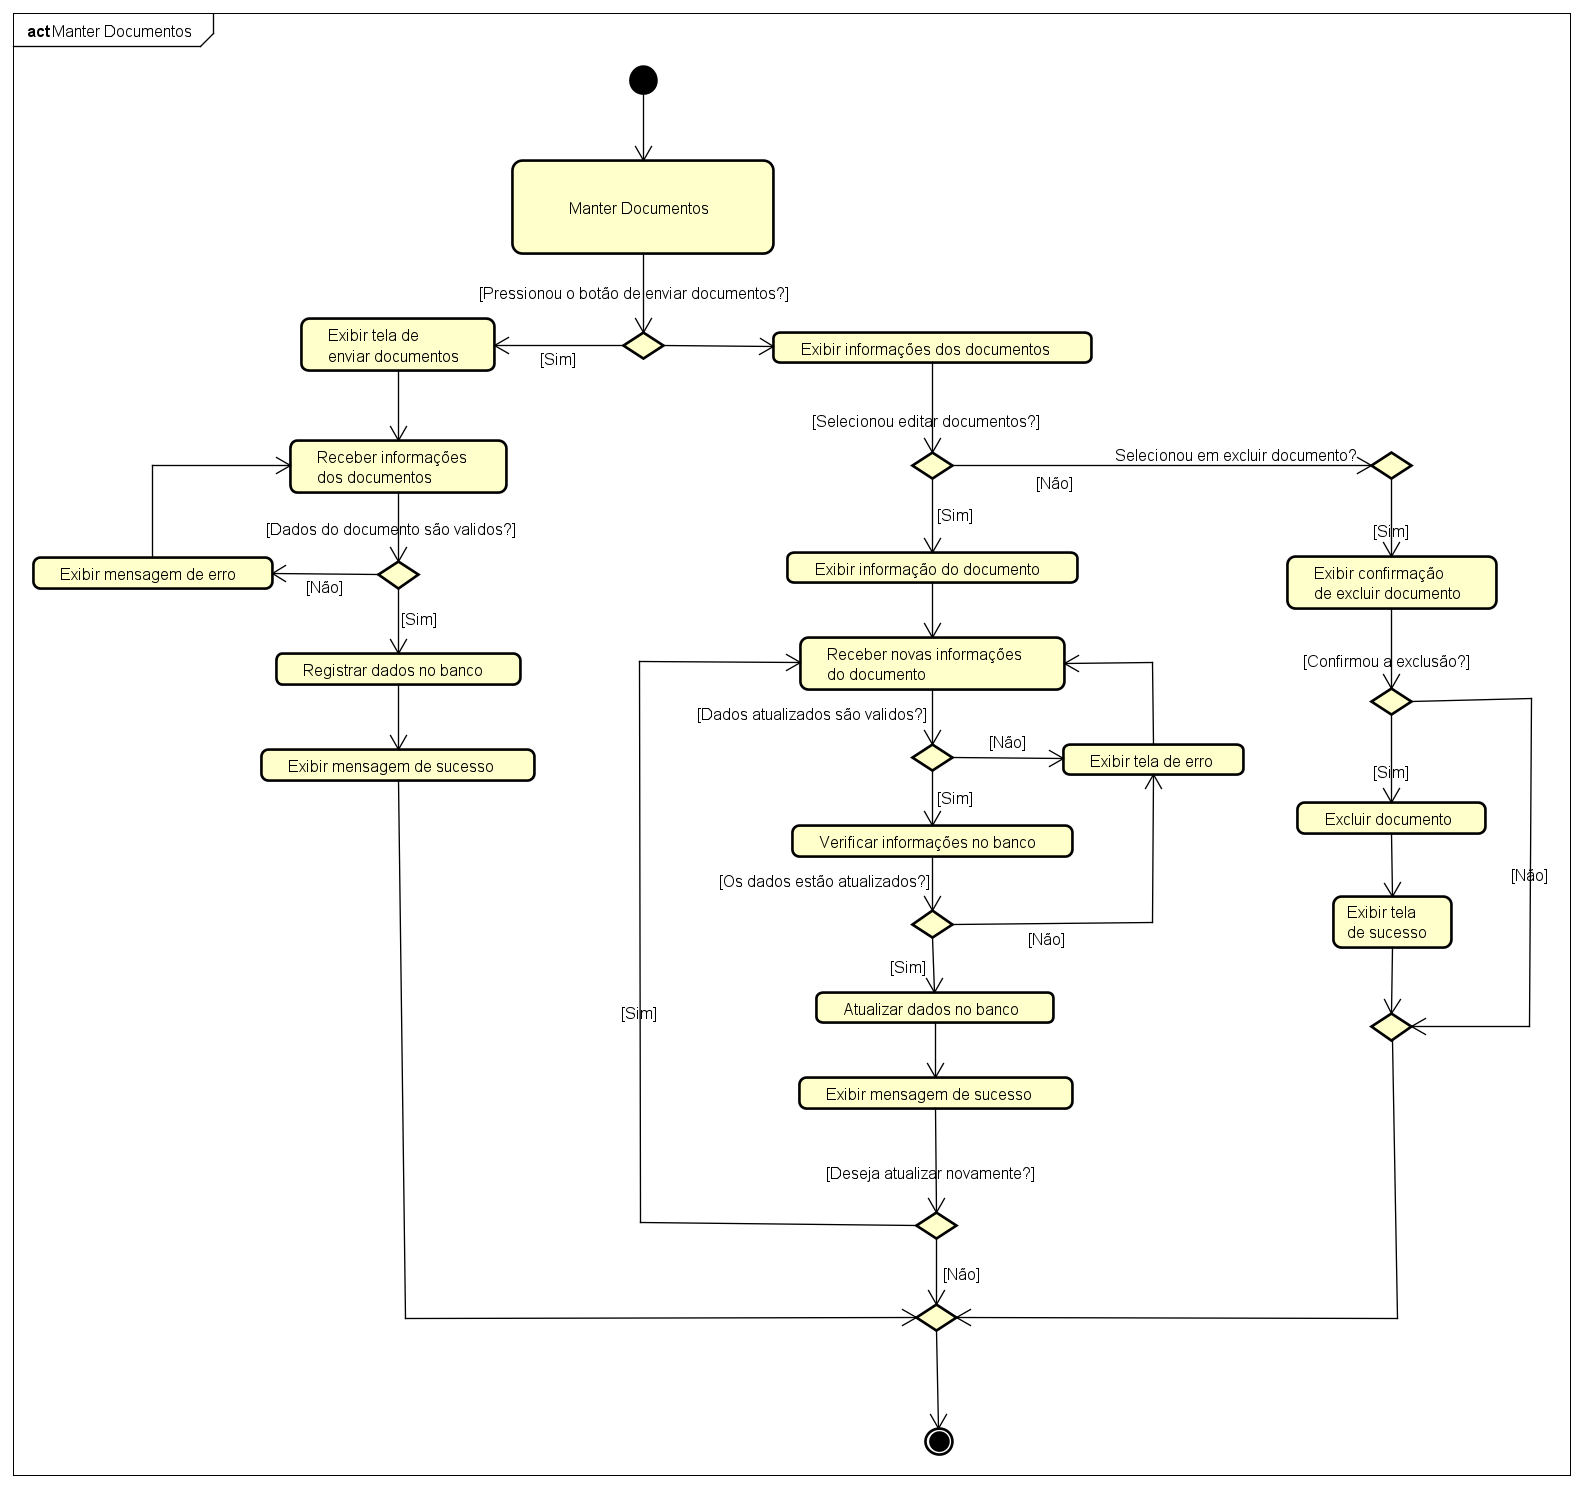 act Manter Documentos
Manter Documentos
[Pressionou o botão de enviar documentos?]
Exibir tela de
enviar documentos
[Sim]
Exibir informações dos documentos
[Selecionou editar documentos?]
Selecionou em excluir documento?
[Não]
Receber informações
dos documentos
[Sim]
[Sim]
[Dados do documento são validos?]
Exibir mensagem de erro
[Não]
Exibir informação do documento
Exibir confirmação
de excluir documento
[Sim]
Registrar dados no banco
Receber novas informações
do documento
[Confirmou a exclusão?]
[Dados atualizados são validos?]
[Não]
Exibir mensagem de sucesso
Exibir tela de erro
[Sim]
[Sim]
Verificar informações no banco
Excluir documento
[Os dados estão atualizados?]
[Não]
[Não]
Exibir tela
de sucesso
[Sim]
Atualizar dados no banco
[Sim]
Exibir mensagem de sucesso
[Deseja atualizar novamente?]
[Não]